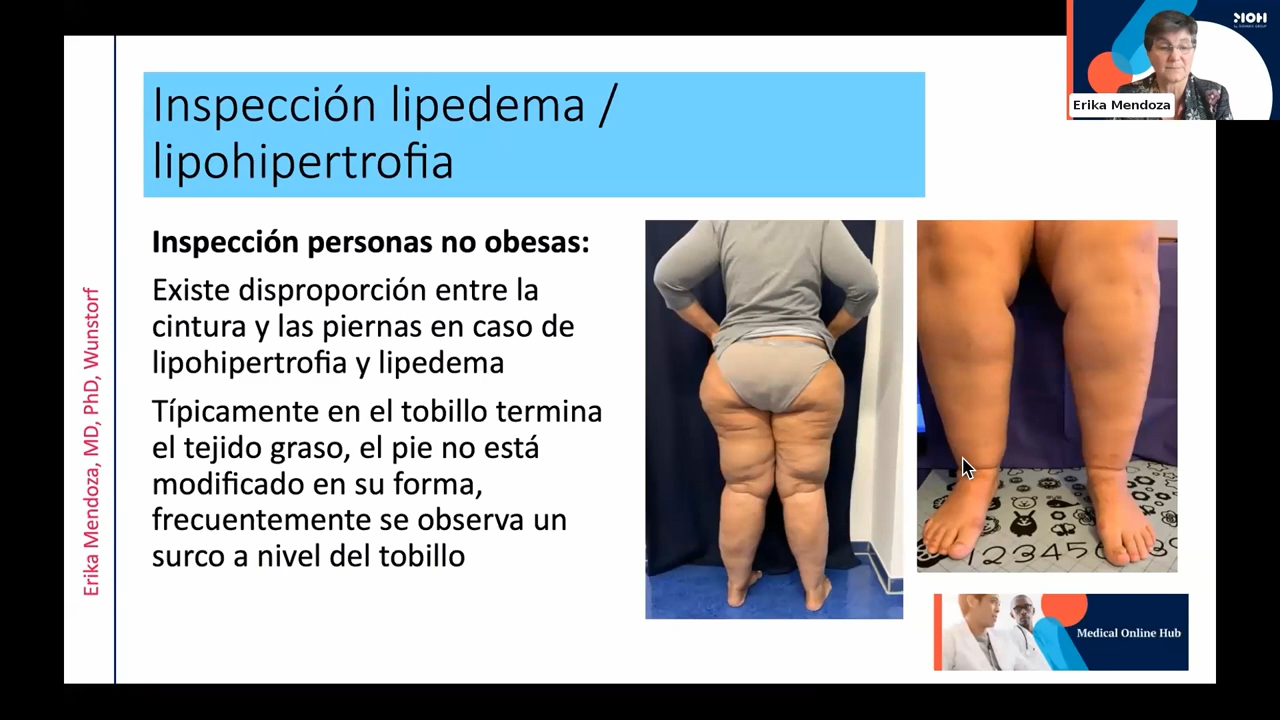 Inspección lipedema /
lipohipertrofia
Inspección personas no obesas:
Existe disproporción entre la
cintura y las piernas en caso de
lipohipertrofia y lipedema
Típicamente en el tobillo termina
el tejido graso, el pie no está
modificado en su forma,
frecuentemente se observa un
surco a nivel del tobillo
Erika Mendoza, MD, PhD, Wunstorf
MOH
Erika Mendoza
12345
Medical Online Hub